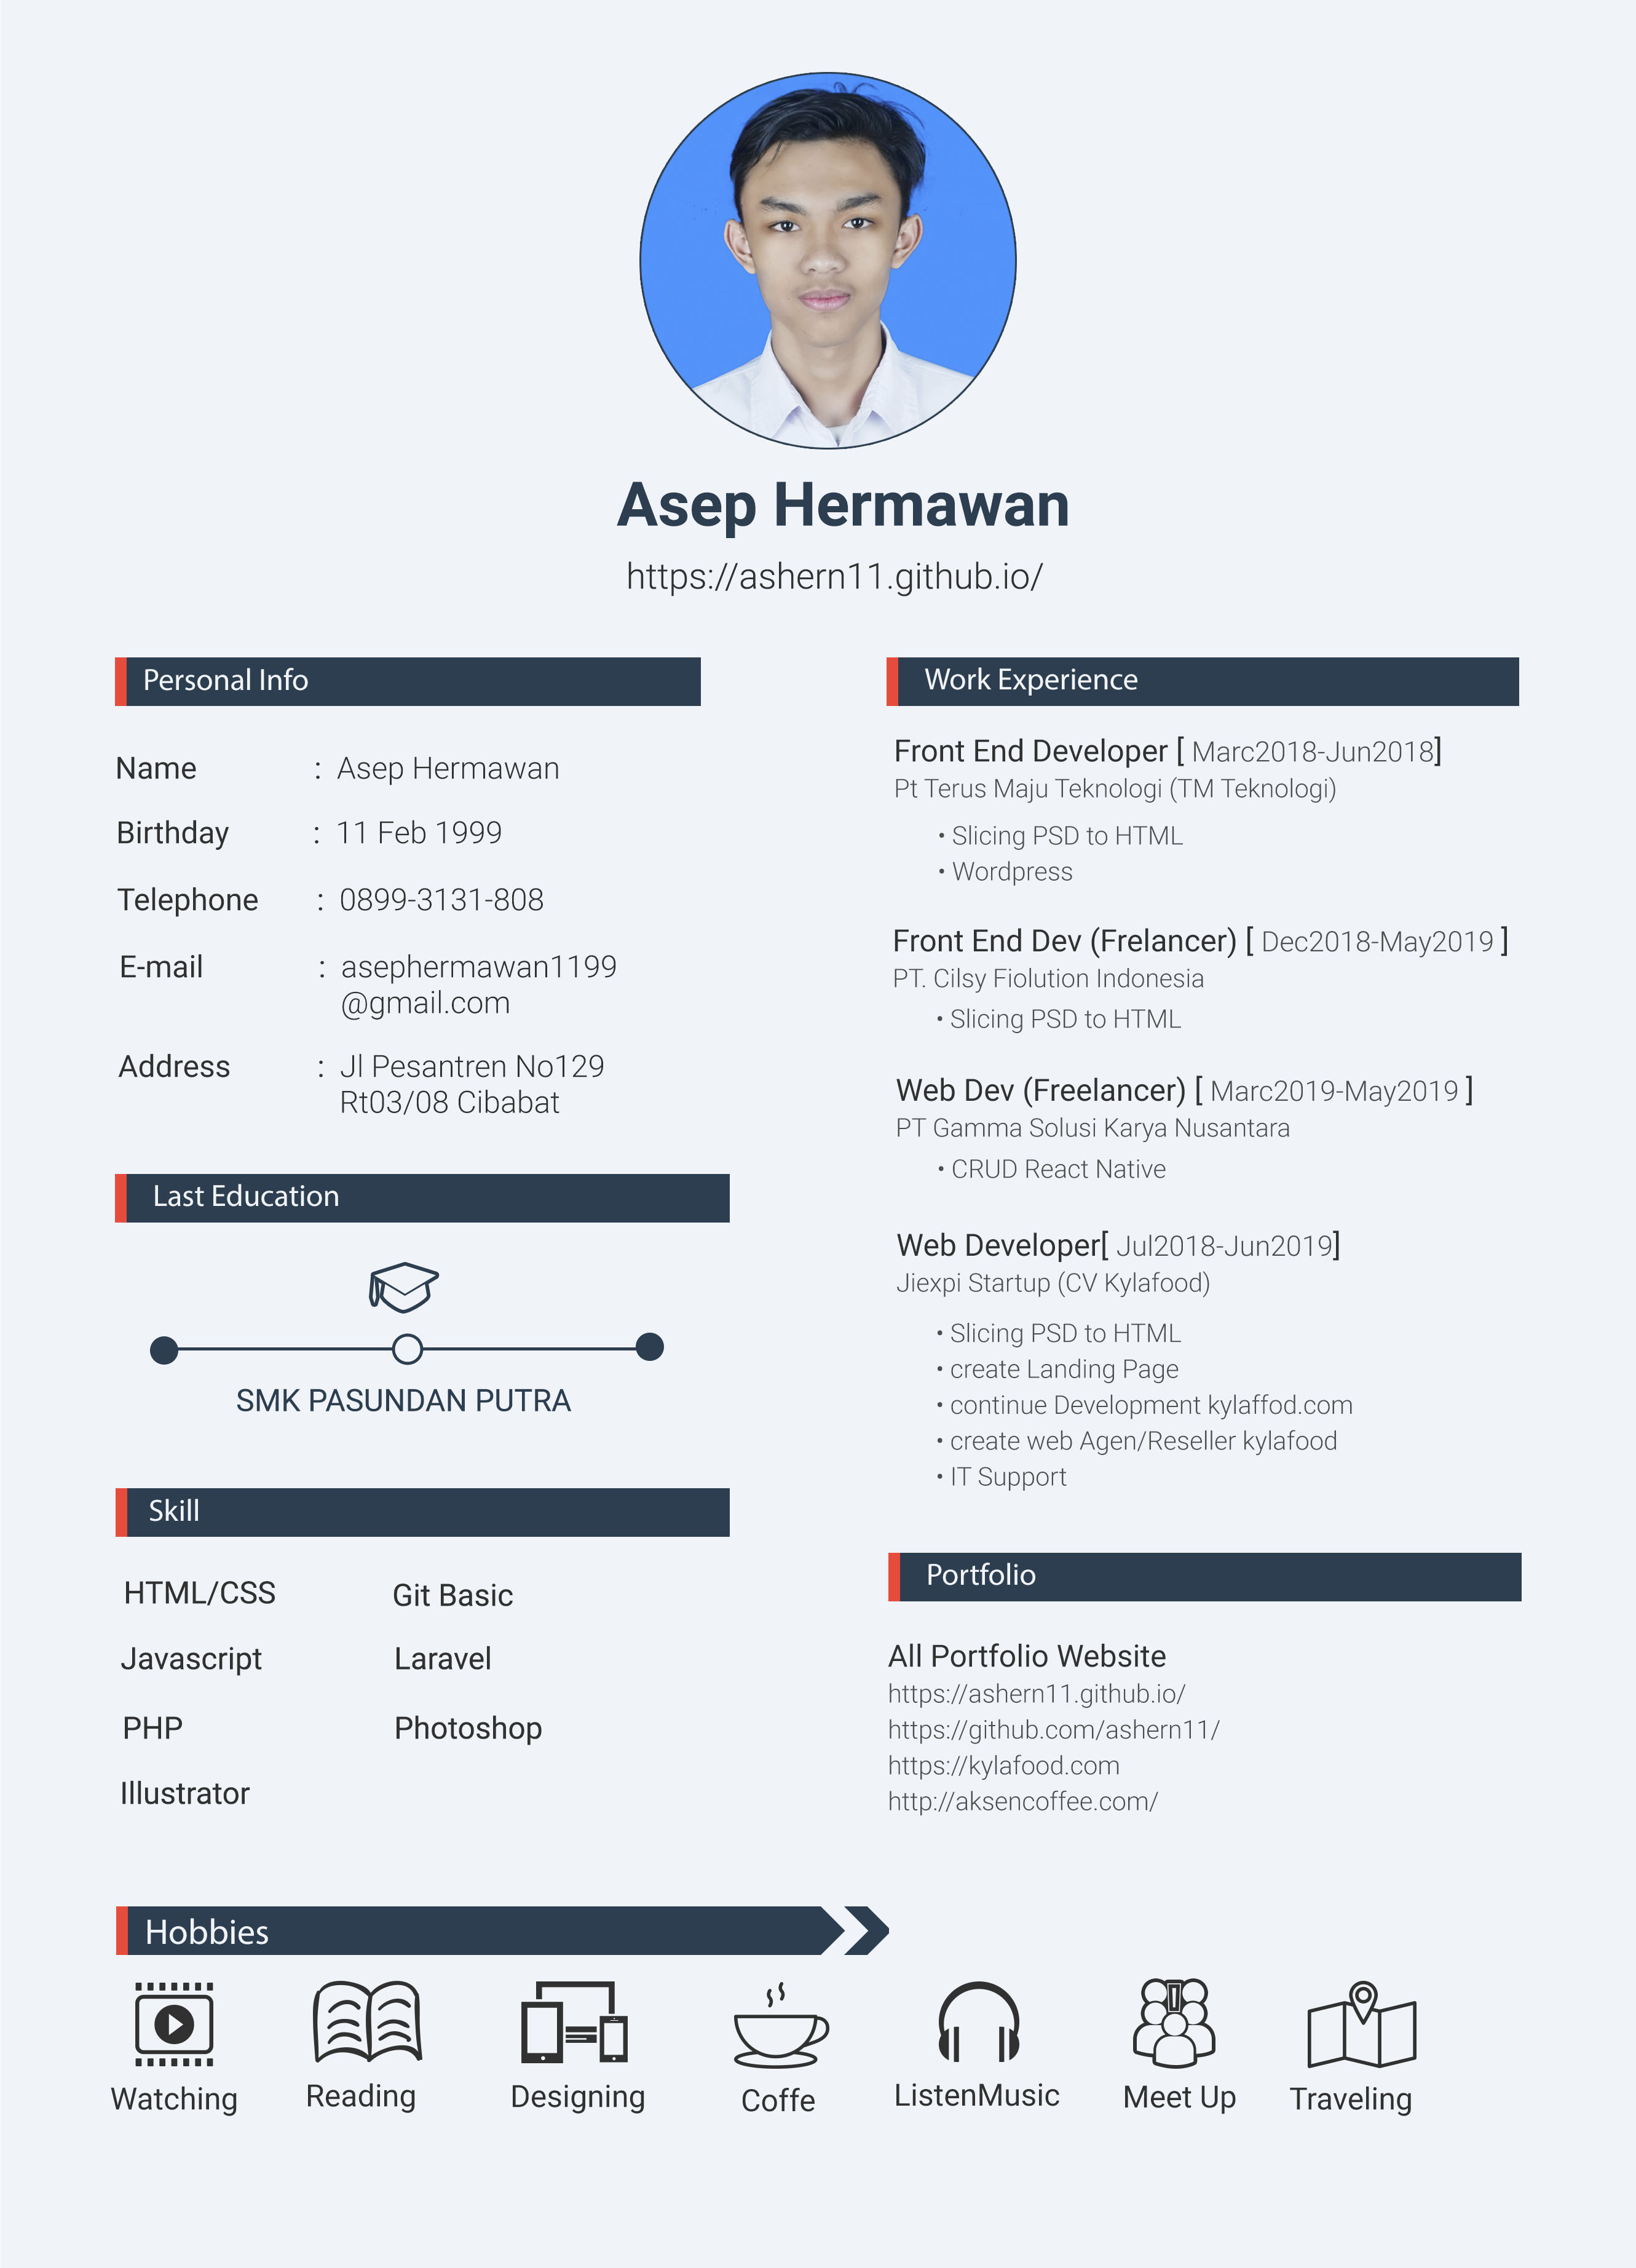 Asep Hermawan
https://ashern11.github.io/
Personal Info
Name : Asep Hermawan
Birthday : 11 Feb 1999
Telephone : 0899-3131-808
E-mail : asephermawan1199
@gmail.com
Address : Jl Pesantren No129
Rt03/08 Cibabat
Last Education
SMK PASUNDAN PUTRA
Skill
HTML/CSS Git Basic
Javascript Laravel
PHP Photoshop
Illustrator
Work Experience
Front End Developer [ Marc2018-Jun2018]
Pt Terus Maju Teknologi (TM Teknologi)
• Slicing PSD to HTML
• Wordpress
Front End Dev (Frelancer) [ Dec2018-May2019 ]
PT. Cilsy Fiolution Indonesia
• Slicing PSD to HTML
Web Dev (Freelancer) [ Marc2019-May2019 ]
PT Gamma Solusi Karya Nusantara
• CRUD React Native
Web Developer[ Jul2018-Jun2019]
Jiexpi Startup (CV Kylafood)
• Slicing PSD to HTML
• create Landing Page
• continue Development kylaffod.com
• create web Agen/Reseller kylafood
• IT Support
Portfolio
All Portfolio Website
https://ashern11.github.io/
https://github.com/ashern11/
https://kylafood.com
http://aksencoffee.com/
Hobbies
Watching Reading Designing Coffe ListenMusic Meet Up Traveling